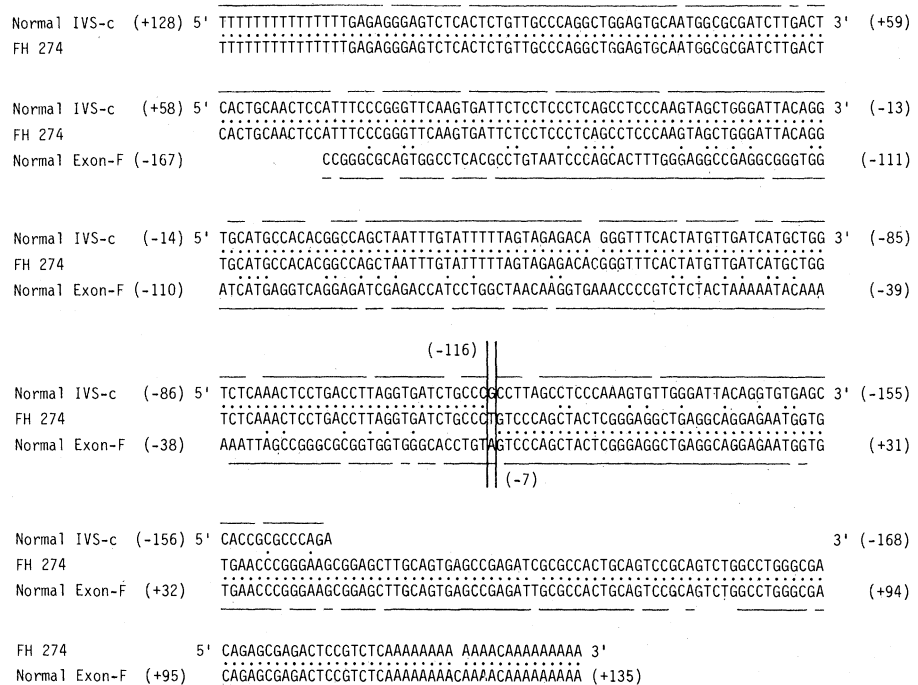 Normal IVS-c (+128) 5' TTTTTTTTTTTTTTTGAGAGGGAGTCTCACTCTGTTGCCCAGGCTGGAGTGCAATGGCGCGATCTTGACT 3' (+59)
FH 274 TTTTTTTTTTTTTTTGAGAGGGAGTCTCACTCTGTTGCCCAGGCTGGAGTGCAATGGCGCGATCTTGACT
Normal IVS-c (+58) 5' CACTGCAACTCCATTTCCCGGGTTCAAGTGATTCTCCTCCCTCAGCCTCCCAAGTAGCTGGGATTACAGG 3' (-13)
FH 274 CACTGCAACTCCATTTCCCGGGTTCAAGTGATTCTCCTCCCTCAGCCTCCCAAGTAGCTGGGATTACAGG
Normal Exon-F (-167) CCGGGCGCAGTGGCCTCACGCCTGTAATCCCAGCACTTTGGGAGGCCGAGGCGGGTGG (-111)
Normal IVS-c (-14) 5' TGCATGCCACACGGCCAGCTAATTTGTATTTTTAGTAGAGACA GGGTTTCACTATGTTGATCATGCTGG 3' (-85)
FH 274 TGCATGCCACACGGCCAGCTAATTTGTATTTTTAGTAGAGACACGGGTTTCACTATGTTGATCATGCTGG
Normal Exon-F (-110) ATCATGAGGTCAGGAGATCGAGACCATCCTGGCTAACAAGGTGAAACCCCGTCTCTACTAAAAATACAAA (-39)
(-116)
Normal IVS-c (-86) 5' TCTCAAACTCCTGACCTTAGGTGATCTGCCCGCCTTAGCCTCCCAAAGTGTTGGGATTACAGGTGTGAGC 3' (-155)
FH 274 TCTCAAACTCCTGACCTTAGGTGATCTGCCCTGTCCCAGCTACTCGGGAGGCTGAGGCAGGAGAATGGTG
Normal Exon-F (-38) AAATTAGCCGGGCGCGGTGGTGGGCACCTGTAGTCCCAGCTACTCGGGAGGCTGAGGCAGGAGAATGGTG (+31)
(-7)
Normal IVS-c (-156) 5' CACCGCGCCCAGA 3' (-168)
FH 274 TGAACCCGGGAAGCGGAGCTTGCAGTGAGCCGAGATCGCGCCACTGCAGTCCGCAGTCTGGCCTGGGCGA
Normal Exon-F (+32) TGAACCCGGGAAGCGGAGCTTGCAGTGAGCCGAGATTGCGCCACTGCAGTCCGCAGTCTGGCCTGGGCGA (+94)
FH 274 5' CAGAGCGAGACTCCGTCTCAAAAAAAA AAAACAAAAAAAAA 3'
Normal Exon-F (+95) CAGAGCGAGACTCCGTCTCAAAAAAAACAAAACAAAAAAAAA (+135)